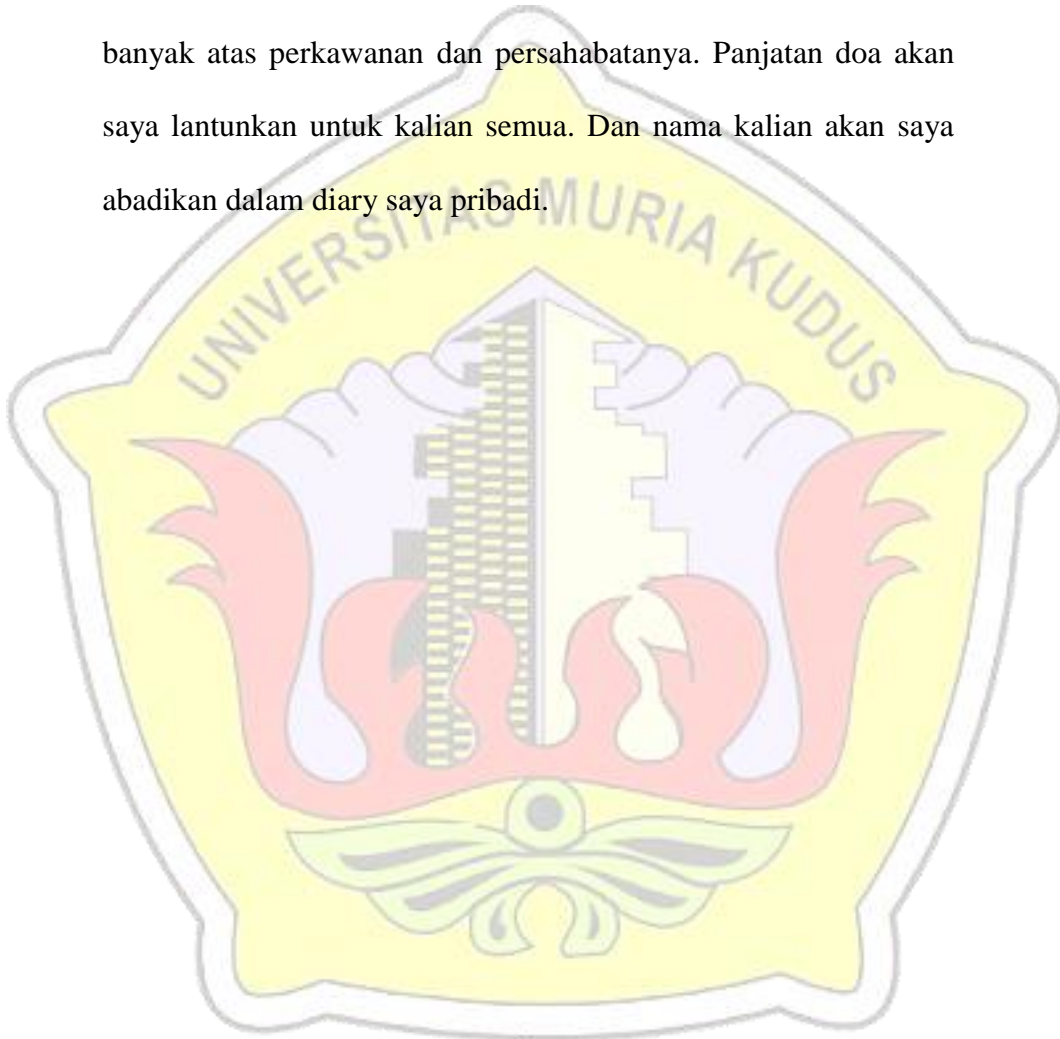 banyak atas perkawanan dan persahabatanya. Panjatan doa akan
saya lantunkan untuk kalian semua. Dan nama kalian akan saya
abadikan dalam diary saya pribadi.
UNIVERSITAS MURIA KUDUS